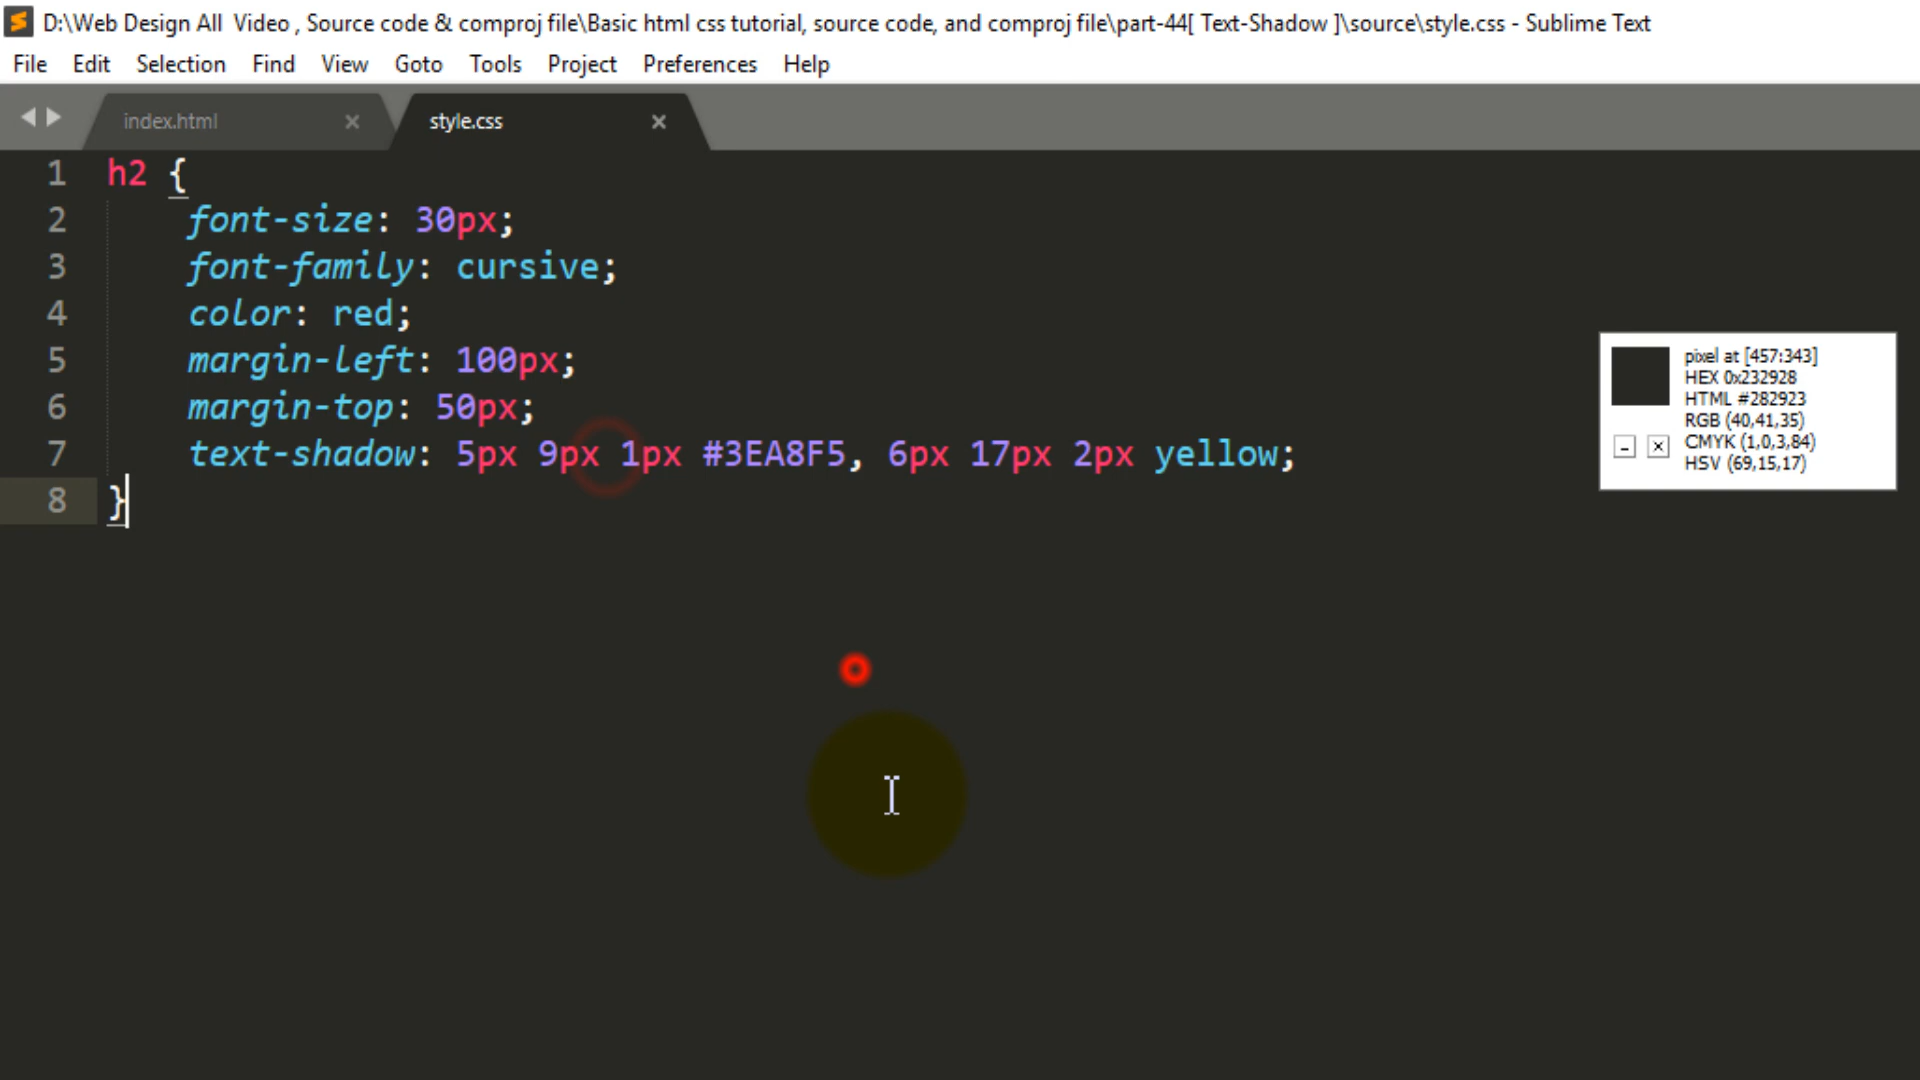 D:\Web Design All  Video , Source code & comproj file\Basic html css tutorial, source code, and comproj file\part-44[ Text-Shadow ]\source\style.css - Sublime Text
File Edit Selection Find View Goto Tools Project Preferences Help
index.html × style.css ×
1 h2 {
2 font-size: 30px;
3 font-family: cursive;
4 color: red;
5 margin-left: 100px;
6 margin-top: 50px;
7 text-shadow: 5px 9px 1px #3EA8F5, 6px 17px 2px yellow;
8 }
pixel at [457:343]
HEX 0x232928
HTML #282923
RGB (40,41,35)
CMYK (1,0,3,84)
HSV (69,15,17)